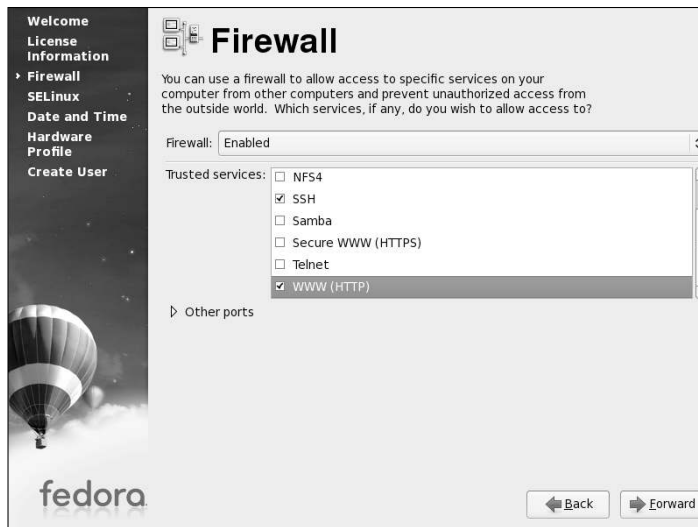 Welcome
License
Information
Firewall
SELinux
Date and Time
Hardware
Profile
Create User
fedora
Firewall
You can use a firewall to allow access to specific services on your
computer from other computers and prevent unauthorized access from
the outside world. Which services, if any, do you wish to allow access to?
Firewall: Enabled
Trusted services:
NFS4
SSH
Samba
Secure WWW (HTTPS)
Telnet
WWW (HTTP)
Other ports
Back
Forward